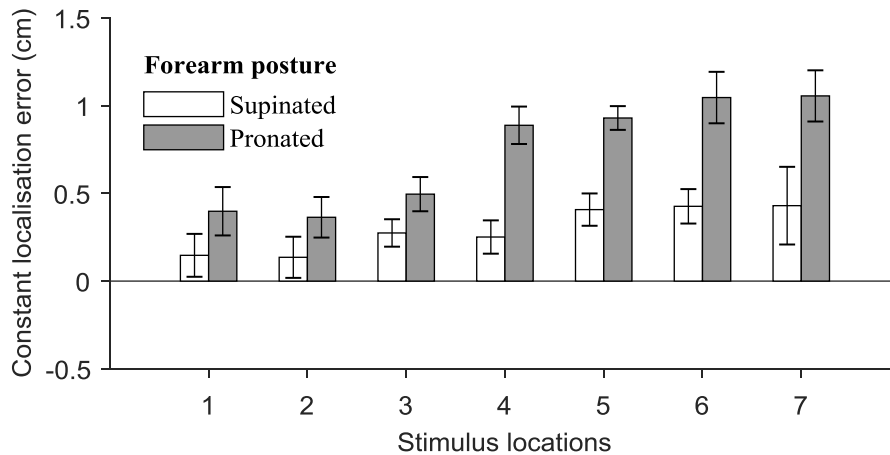 Constant localisation error (cm)
1.5
1
0.5
0
-0.5
Forearm posture
Supinated
Pronated
1 2 3 4 5 6 7
Stimulus locations